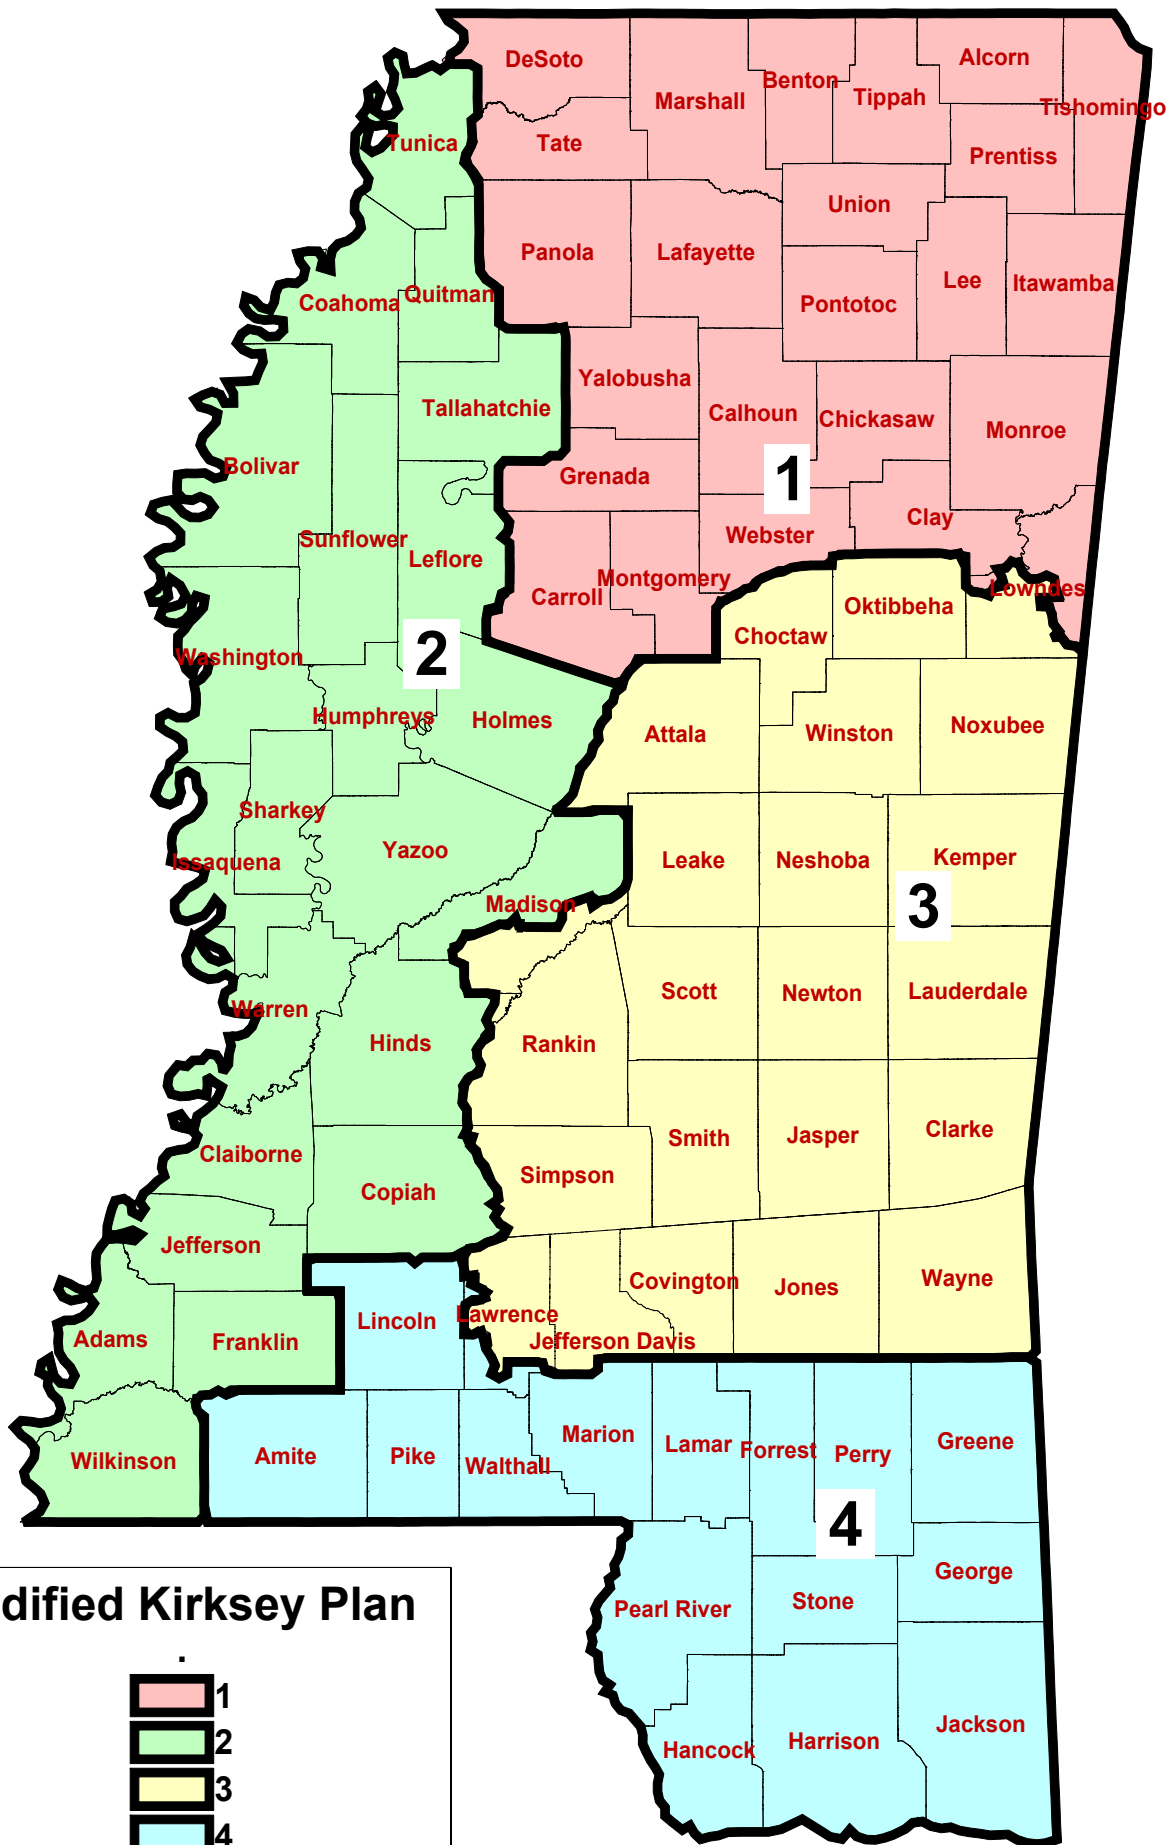 DeSoto
Alcorn
Benton
Tippah
Marshall
Tishomingo
Tunica
Tate
Prentiss
Union
Panola
Lafayette
Lee
Itawamba
Coahoma
Quitman
Pontotoc
Yalobusha
Tallahatchie
Calhoun
Chickasaw
Monroe
Bolivar
Grenada
1
Clay
Sunflower
Webster
Leflore
Montgomery
Carroll
Lowndes
Oktibbeha
Choctaw
Washington
2
Humphreys
Holmes
Attala
Winston
Noxubee
Sharkey
Yazoo
Issaquena
Leake
Neshoba
Kemper
Madison
3
Warren
Scott
Newton
Lauderdale
Hinds
Rankin
Claiborne
Smith
Jasper
Clarke
Copiah
Simpson
Jefferson
Covington
Jones
Wayne
Lincoln
Lawrence
Adams
Franklin
Jefferson Davis
Wilkinson
Amite
Pike
Walthall
Marion
Lamar
Forrest
Perry
Greene
4
George
Pearl River
Stone
Hancock
Harrison
Jackson
dified Kirksey Plan
.
1
2
3
4